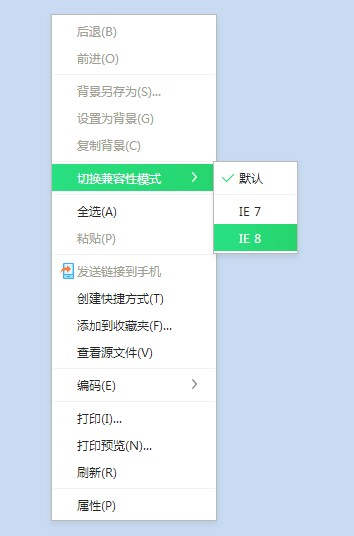 后退(B)
前进(O)
背景另存为(S)...
设置为背景(G)
复制背景(C)
切换兼容性模式
默认
全选(A)
IE 7
粘贴(P)
IE 8
发送链接到手机
创建快捷方式(T)
添加到收藏夹(F)...
查看源文件(V)
编码(E)
打印(I)...
打印预览(N)...
刷新(R)
属性(P)